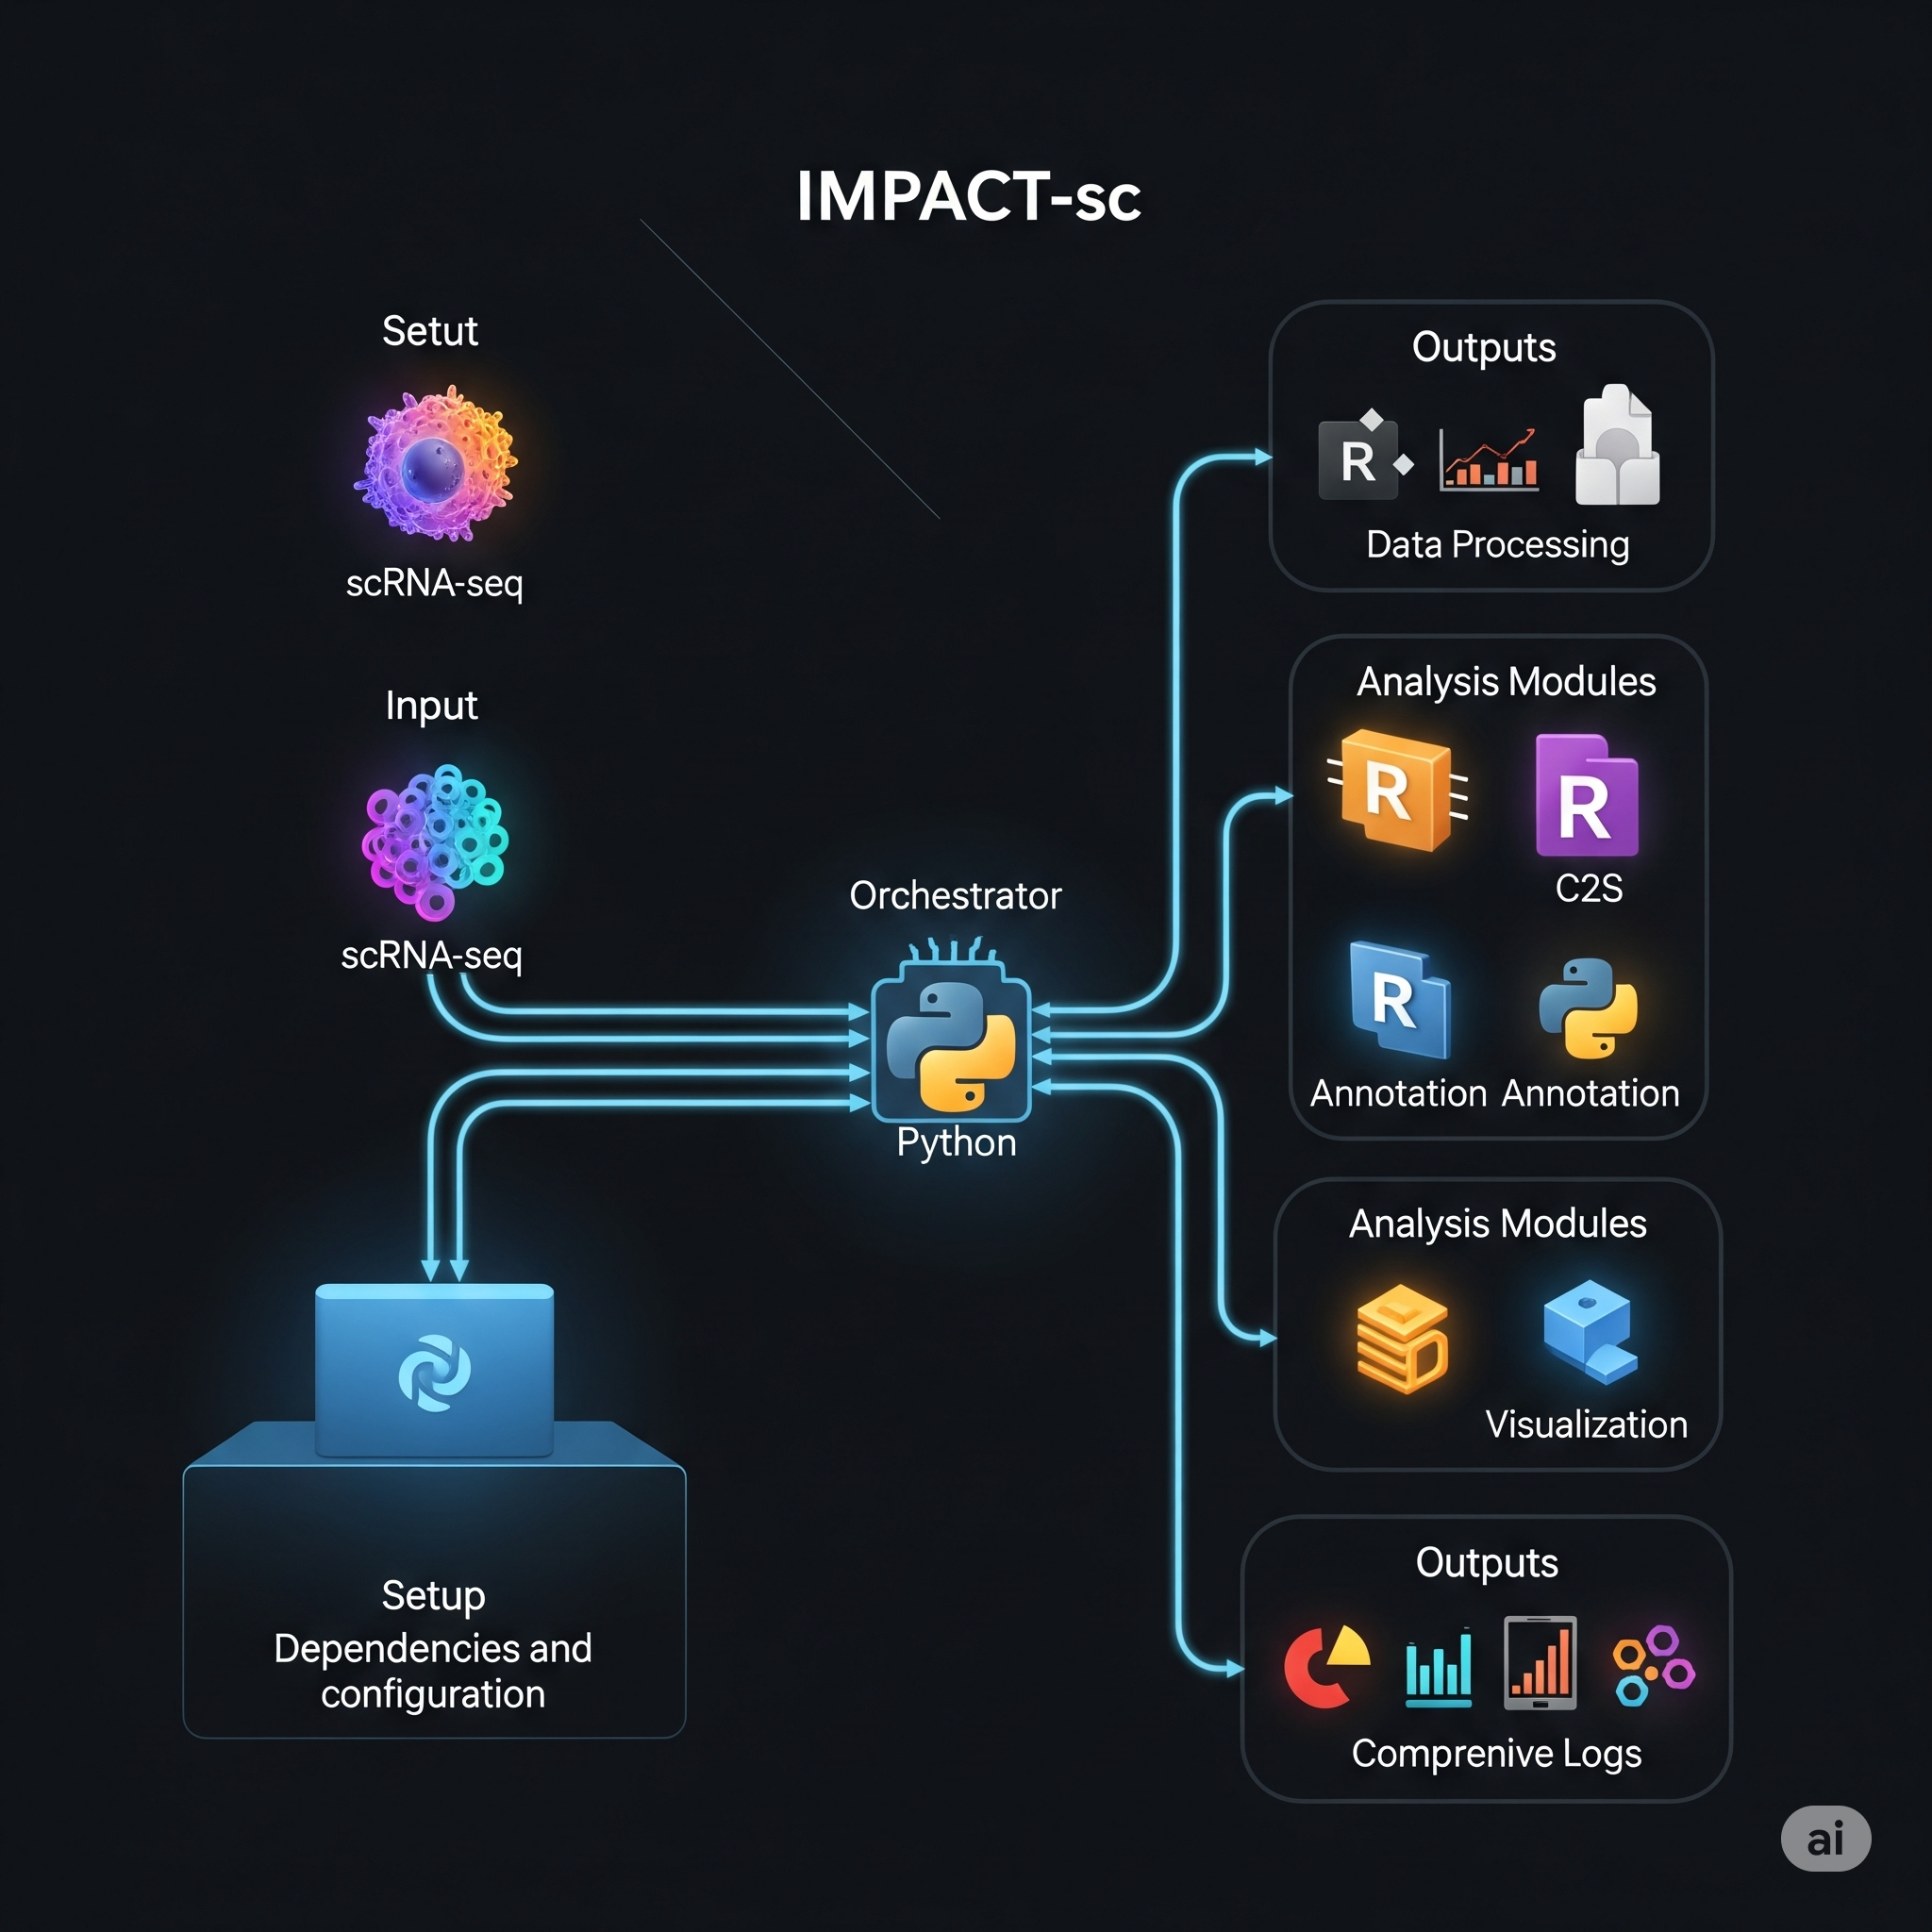 IMPACT-sc
Setut
scRNA-seq
Input
scRNA-seq
Orchestrator
Python
Setup
Dependencies and
configuration
Outputs
R
Data Processing
Analysis Modules
R
R
C2S
R
Annotation Annotation
Analysis Modules
Visualization
Outputs
Comprenive Logs
ai